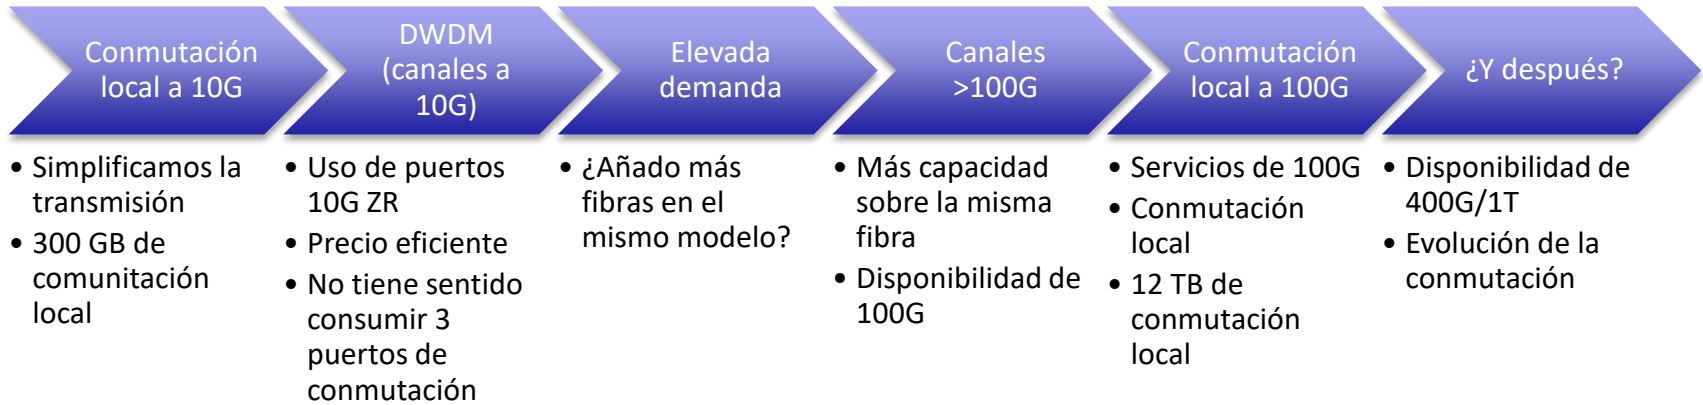 Conmutación
local a 10G
• Simplificamos la
transmisión
• 300 GB de
comunitación
local
DWDM
(canales a
10G)
• Uso de puertos
10G ZR
• Precio eficiente
• No tiene sentido
consumir 3
puertos de
conmutación
Elevada
demanda
• ¿Añado más
fibras en el
mismo modelo?
Canales
>100G
• Más capacidad
sobre la misma
fibra
• Disponibilidad de
100G
Conmutación
local a 100G
• Servicios de 100G
• Conmutación
local
• 12 TB de
conmutación
local
¿Y después?
• Disponibilidad de
400G/1T
• Evolución de la
conmutación